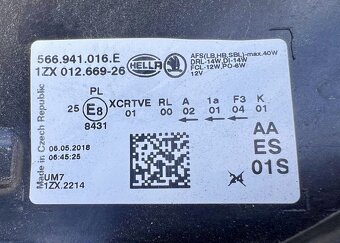 566.941.016.E
1ZX 012.669-26
HELLA
AFS(LB,HB,SBL)-max.40W
DRL-14W,DI-14W
FCL-12W,PO-6W
12V
Made in Czech Republic
PL
25 E8 XCRTVE RL A 1a F3 K
8431 01 00 02 01 04 01
06.05.2018
06:45:25
UM7
1ZX.2214
AA
ES
01S
24